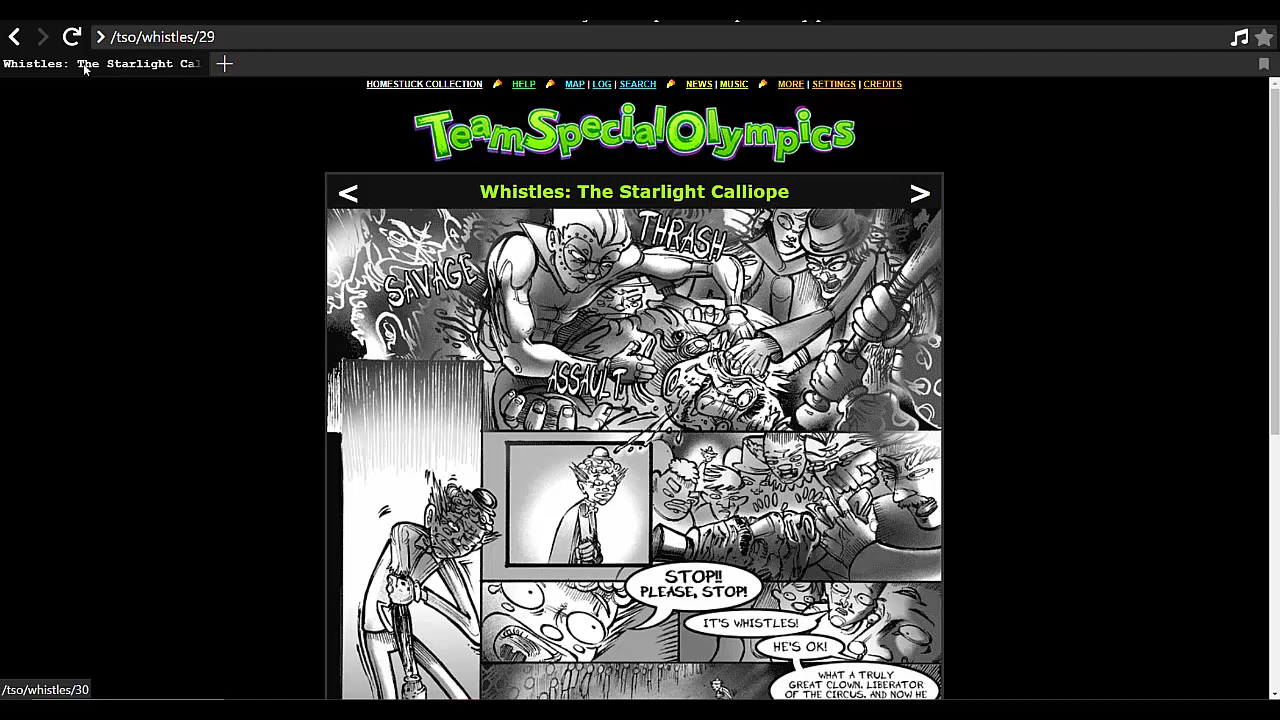 /tso/whistles/29
Whistles: The Starlight Cal
HOMESTUCK COLLECTION HELP MAP | LOG | SEARCH NEWS | MUSIC MORE | SETTINGS | CREDITS
TeamSpecialOlympics
< Whistles: The Starlight Calliope >
THRASH
SAVAGE
ASSAULT
STOP!!
PLEASE, STOP!
IT'S WHISTLES!
HE'S OK!
WHAT A TRULY
GREAT CLOWN. LIBERATOR
OF THE CIRCUS. AND NOW HE
/tso/whistles/30